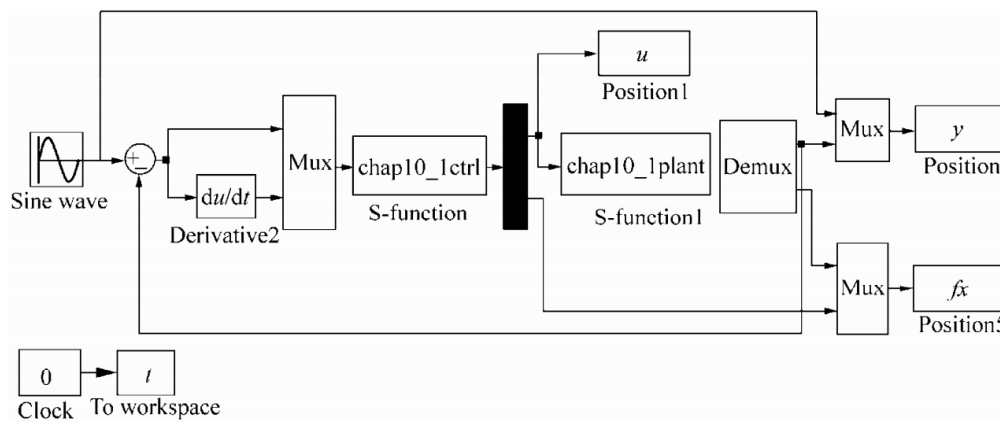 u
Position1
Sine wave
+
−
du/dt
Derivative2
Mux
chap10_1ctrl
S-function
chap10_1plant
S-function1
Demux
Mux
y
Position
Mux
fx
Position5
0
Clock
t
To workspace